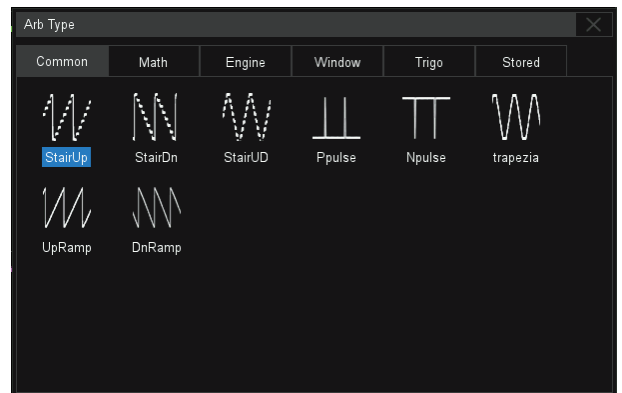 Arb Type
Common Math Engine Window Trigo Stored
StairUp StairDn StairUD Ppulse Npulse trapezia
UpRamp DnRamp